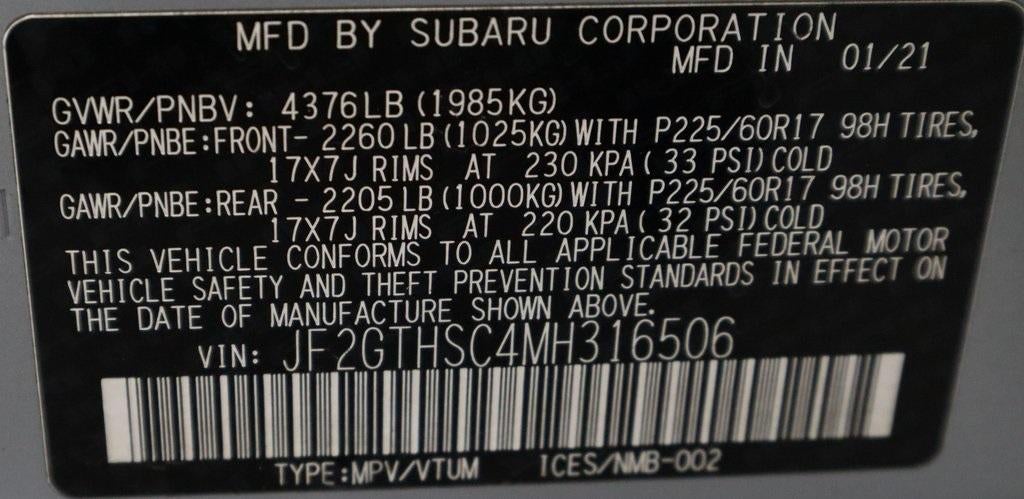 MFD BY SUBARU CORPORATION
MFD IN 01/21
GVWR/PNBV: 4376LB (1985KG)
GAWR/PNBE:FRONT- 2260 LB (1025KG) WITH P225/60R17 98H TIRES,
17X7J RIMS AT 230 KPA ( 33 PSI) COLD
GAWR/PNBE:REAR - 2205 LB (1000KG) WITH P225/60R17 98H TIRES,
17X7J RIMS AT 220 KPA ( 32 PSI) COLD
THIS VEHICLE CONFORMS TO ALL APPLICABLE FEDERAL MOTOR
VEHICLE SAFETY AND THEFT PREVENTION STANDARDS IN EFFECT ON
THE DATE OF MANUFACTURE SHOWN ABOVE.
VIN: JF2GTHSC4MH316506
TYPE:MPV/VTUM ICES/NMB-002